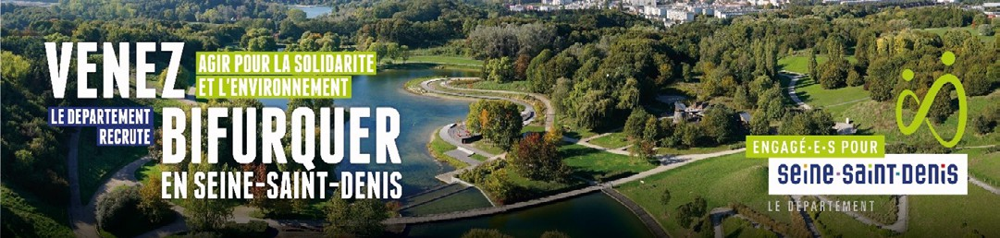 VENEZ
AGIR POUR LA SOLIDARITE
ET L'ENVIRONNEMENT
LE DEPARTEMENT
RECRUTE
BIFURQUER
EN SEINE-SAINT-DENIS
ENGAGÉ·E·S POUR
seine-saint-denis
LE DÉPARTEMENT